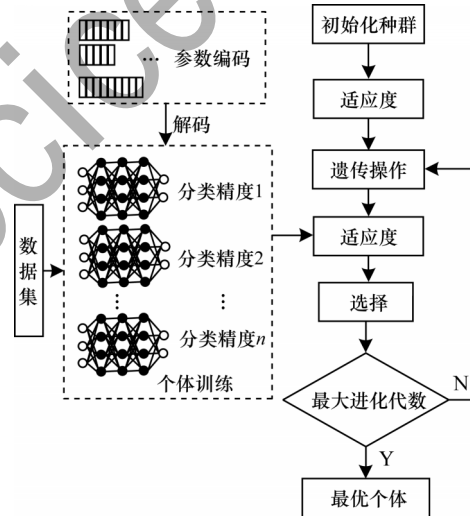 参数编码
解码
数据集
分类精度1
分类精度2
分类精度n
个体训练
初始化种群
适应度
遗传操作
适应度
选择
最大进化代数
N
Y
最优个体